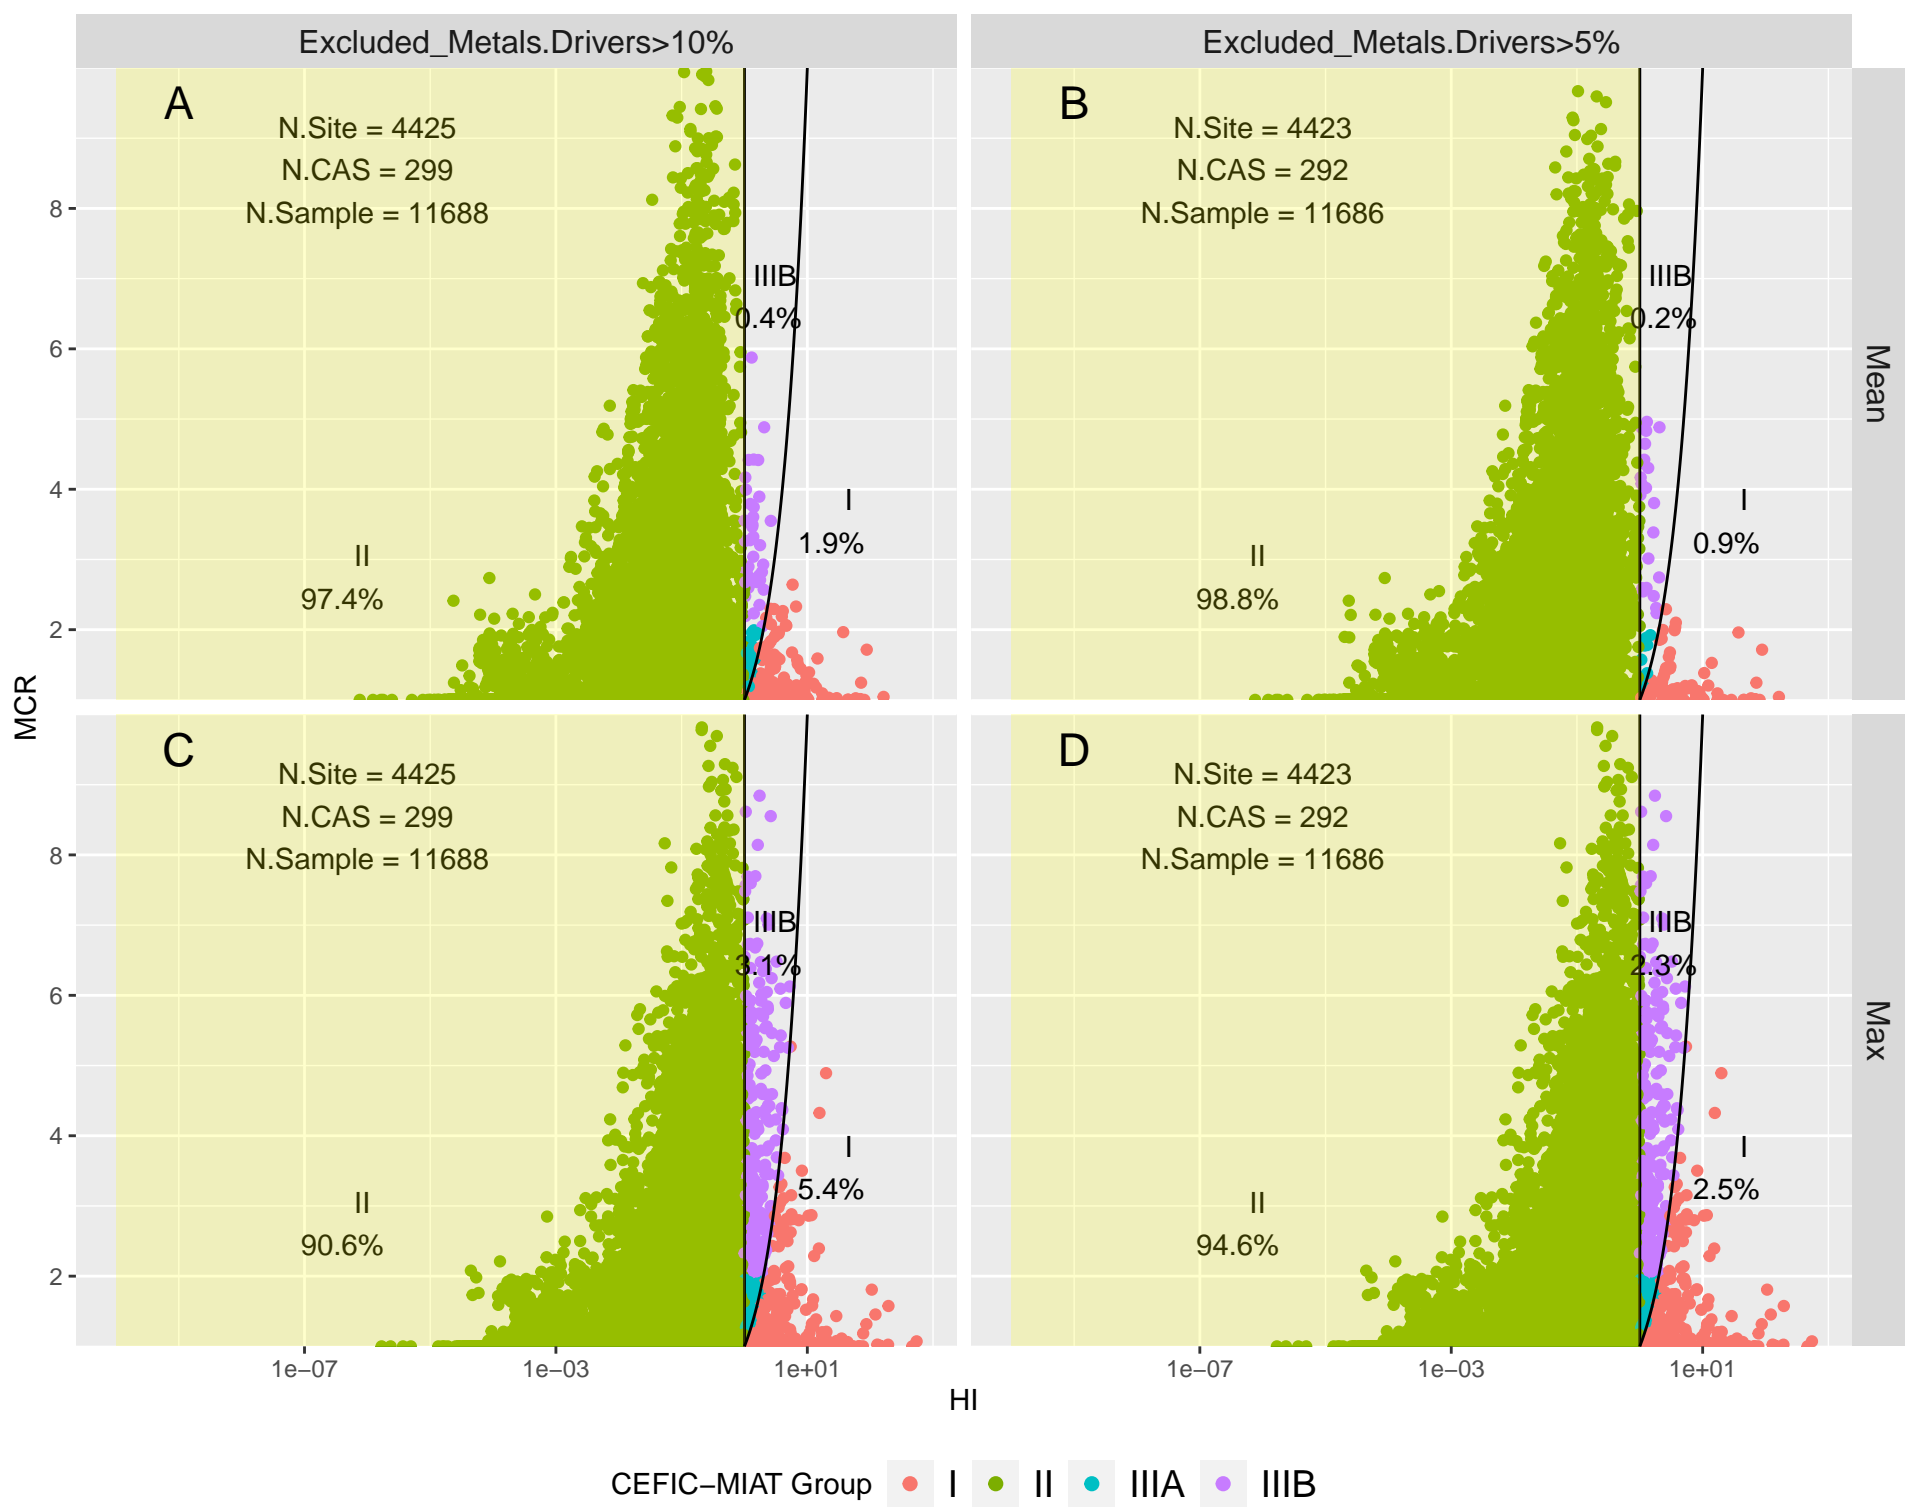 Excluded_Metals.Drivers>10%
Excluded_Metals.Drivers>5%
A
N.Site = 4425
N.CAS = 299
N.Sample = 11688
IIIB
0.4%
I
1.9%
II
97.4%
B
N.Site = 4423
N.CAS = 292
N.Sample = 11686
IIIB
0.2%
I
0.9%
II
98.8%
Mean
8
6
4
2
MCR
C
N.Site = 4425
N.CAS = 299
N.Sample = 11688
IIIB
3.1%
I
5.4%
II
90.6%
D
N.Site = 4423
N.CAS = 292
N.Sample = 11686
IIIB
2.3%
I
2.5%
II
94.6%
Max
8
6
4
2
1e−07
1e−03
1e+01
1e−07
1e−03
1e+01
HI
CEFIC−MIAT Group I II IIIA IIIB